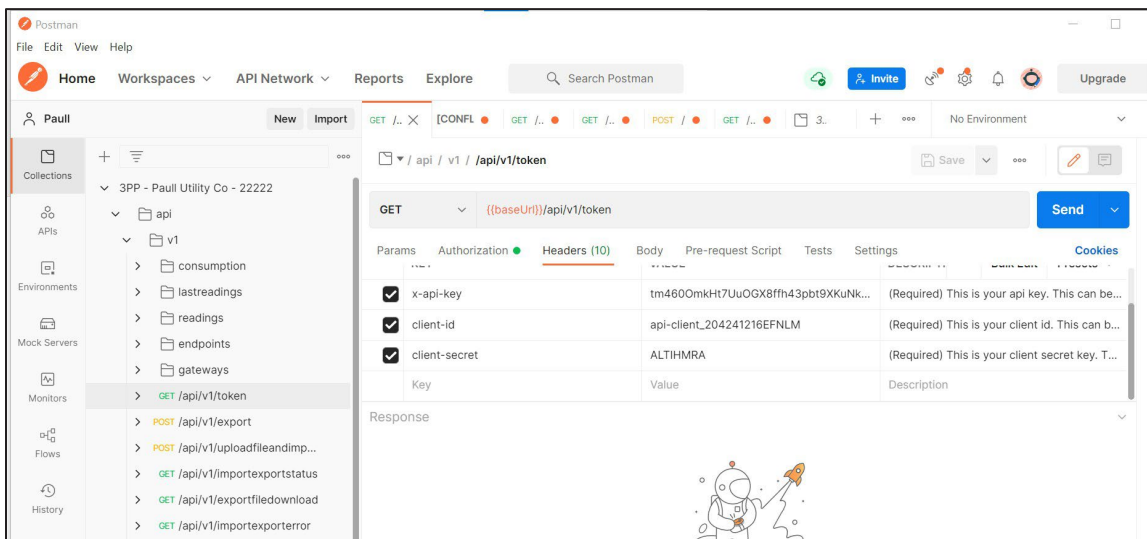 Postman
File Edit View Help
Home Workspaces API Network Reports Explore Search Postman Invite Upgrade
Paull New Import GET /.. [CONFL GET /.. GET /.. POST / GET /.. 3.. No Environment
Collections
APIs
Environments
Mock Servers
Monitors
Flows
History
3PP - Paull Utility Co - 22222
api
v1
consumption
lastreadings
readings
endpoints
gateways
GET /api/v1/token
POST /api/v1/export
POST /api/v1/uploadfileandimp...
GET /api/v1/importexportstatus
GET /api/v1/exportfiledownload
GET /api/v1/importexporterror
/ api / v1 / /api/v1/token Save
GET {{baseUrl}}/api/v1/token Send
Params Authorization Headers (10) Body Pre-request Script Tests Settings Cookies
x-api-key tm460OmkHt7UuOGX8ffh43pbt9XKuNk... (Required) This is your api key. This can be...
client-id api-client_204241216EFNLM (Required) This is your client id. This can b...
client-secret ALTIHMRA (Required) This is your client secret key. T...
Key Value Description
Response